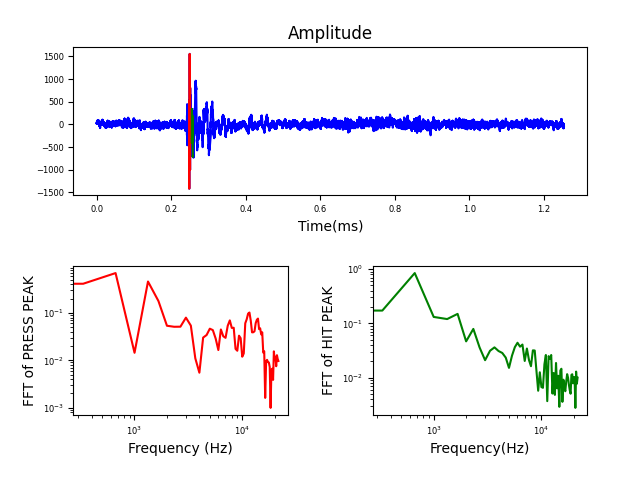 Amplitude
1500
1000
500
0
−500
−1000
−1500
0.0 0.2 0.4 0.6 0.8 1.0 1.2
Time(ms)
FFT of PRESS PEAK
10⁻¹
10⁻²
10⁻³
10³ 10⁴
Frequency (Hz)
FFT of HIT PEAK
10⁰
10⁻¹
10⁻²
10³ 10⁴
Frequency(Hz)